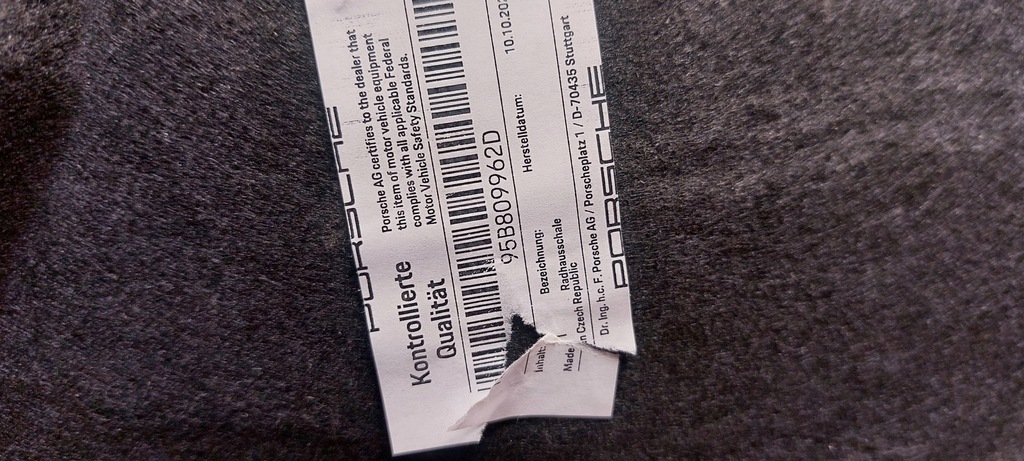 PORSCHE
Kontrollierte
Qualität
Porsche AG certifies to the dealer that
this item of motor vehicle equipment
complies with all applicable Federal
Motor Vehicle Safety Standards.
95B809962D
Bezeichnung:
Herstelldatum:
10.10.202
Inhalt:
Radhausschale
Made in Czech Republic
Dr. Ing. h.c. F. Porsche AG / Porscheplatz 1 / D-70435 Stuttgart
PORSCHE